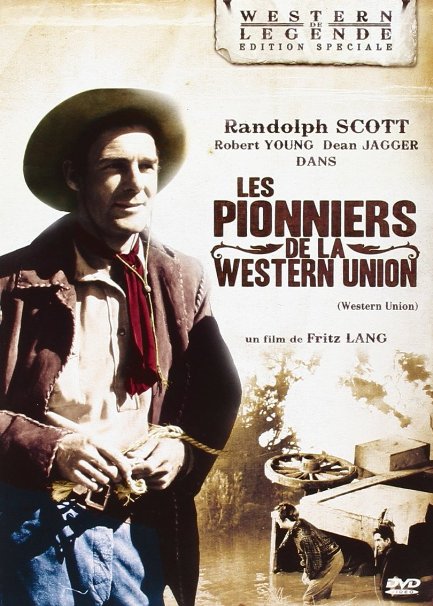 WESTERN
DE
LEGENDE
EDITION SPECIALE
Randolph SCOTT
Robert YOUNG Dean JAGGER
DANS
LES
PIONNIERS
DE LA
WESTERN UNION
(Western Union)
un film de Fritz LANG
DVD
VIDEO